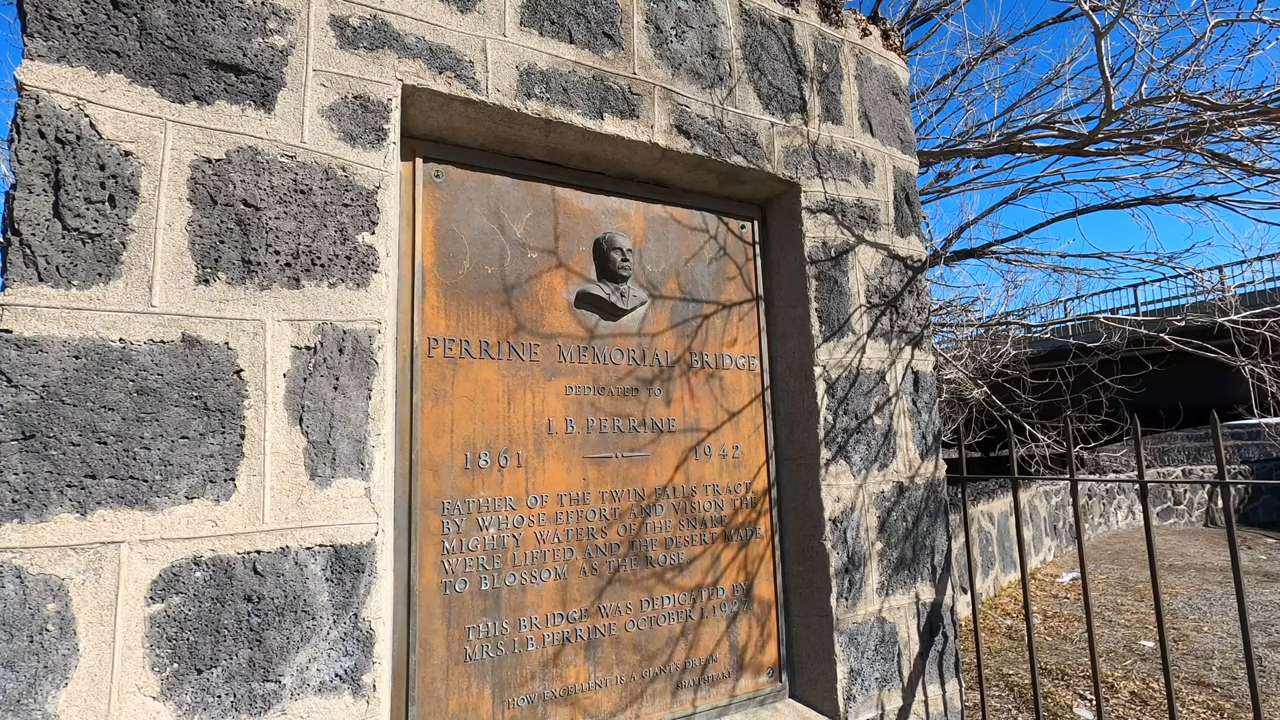 PERRINE MEMORIAL BRIDGE
DEDICATED TO
I. B. PERRINE
1861 1942
FATHER OF THE TWIN FALLS TRACT
BY WHOSE EFFORT AND VISION THE
MIGHTY WATERS OF THE SNAKE
WERE LIFTED, AND THE DESERT MADE
TO BLOSSOM AS THE ROSE.
THIS BRIDGE WAS DEDICATED BY
MRS. I. B. PERRINE OCTOBER 1, 1927.
"HOW EXCELLENT IS A GIANT'S DREAM"
SHAKESPEARE